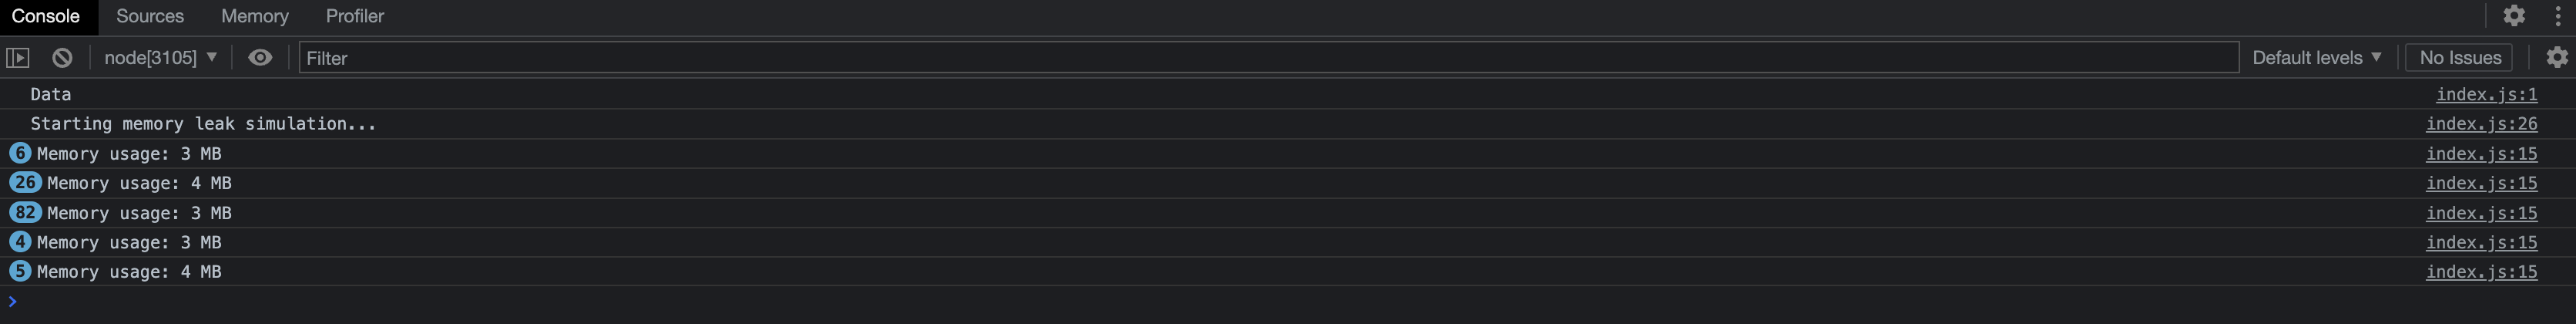 Console Sources Memory Profiler
node[3105] ▼ Filter Default levels ▼ No Issues
Data index.js:1
Starting memory leak simulation... index.js:26
6 Memory usage: 3 MB index.js:15
26 Memory usage: 4 MB index.js:15
82 Memory usage: 3 MB index.js:15
4 Memory usage: 3 MB index.js:15
5 Memory usage: 4 MB index.js:15